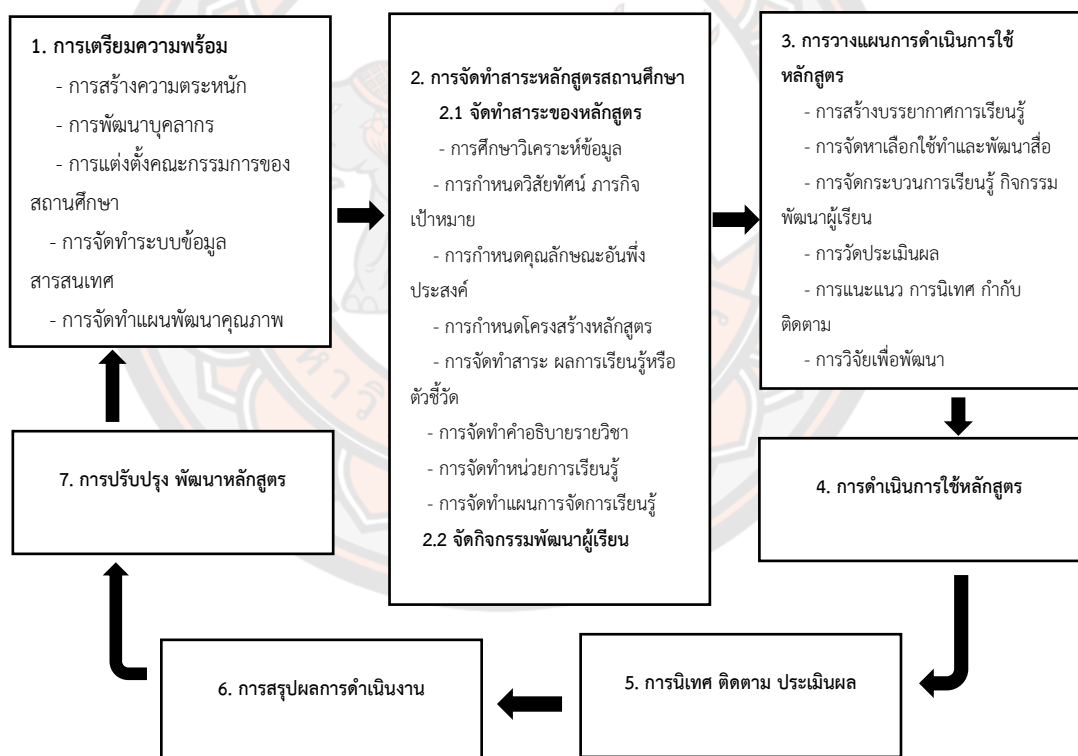 1. การเตรียมความพร้อม
- การสร้างความตระหนัก
- การพัฒนาบุคลากร
- การแต่งตั้งคณะกรรมการของ
สถานศึกษา
- การจัดทำระบบข้อมูล
สารสนเทศ
- การจัดทำแผนพัฒนาคุณภาพ
2. การจัดทำสาระหลักสูตรสถานศึกษา
2.1 จัดทำสาระของหลักสูตร
- การศึกษาวิเคราะห์ข้อมูล
- การกำหนดวิสัยทัศน์ ภารกิจ
เป้าหมาย
- การกำหนดคุณลักษณะอันพึ่ง
ประสงค์
- การกำหนดโครงสร้างหลักสูตร
- การจัดทำสาระ ผลการเรียนรู้หรือ
ตัวชี้วัด
- การจัดทำคำอธิบายรายวิชา
- การจัดทำหน่วยการเรียนรู้
- การจัดทำแผนการจัดการเรียนรู้
2.2 จัดกิจกรรมพัฒนาผู้เรียน
3. การวางแผนการดำเนินการใช้
หลักสูตร
- การสร้างบรรยากาศการเรียนรู้
- การจัดหาเลือกใช้ทำและพัฒนาสื่อ
- การจัดกระบวนการเรียนรู้ กิจกรรม
พัฒนาผู้เรียน
- การวัดประเมินผล
- การแนะแนว การนิเทศ กำกับ
ติดตาม
- การวิจัยเพื่อพัฒนา
4. การดำเนินการใช้หลักสูตร
5. การนิเทศ ติดตาม ประเมินผล
6. การสรุปผลการดำเนินงาน
7. การปรับปรุง พัฒนาหลักสูตร